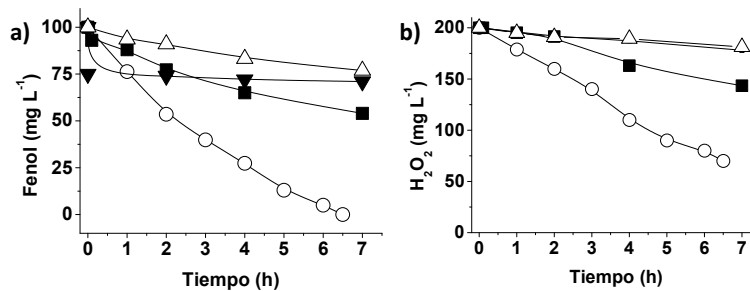 a)
Fenol (mg L⁻¹)
100
75
50
25
0
0 1 2 3 4 5 6 7
Tiempo (h)
b)
H₂O₂ (mg L⁻¹)
200
150
100
50
0
0 1 2 3 4 5 6 7
Tiempo (h)